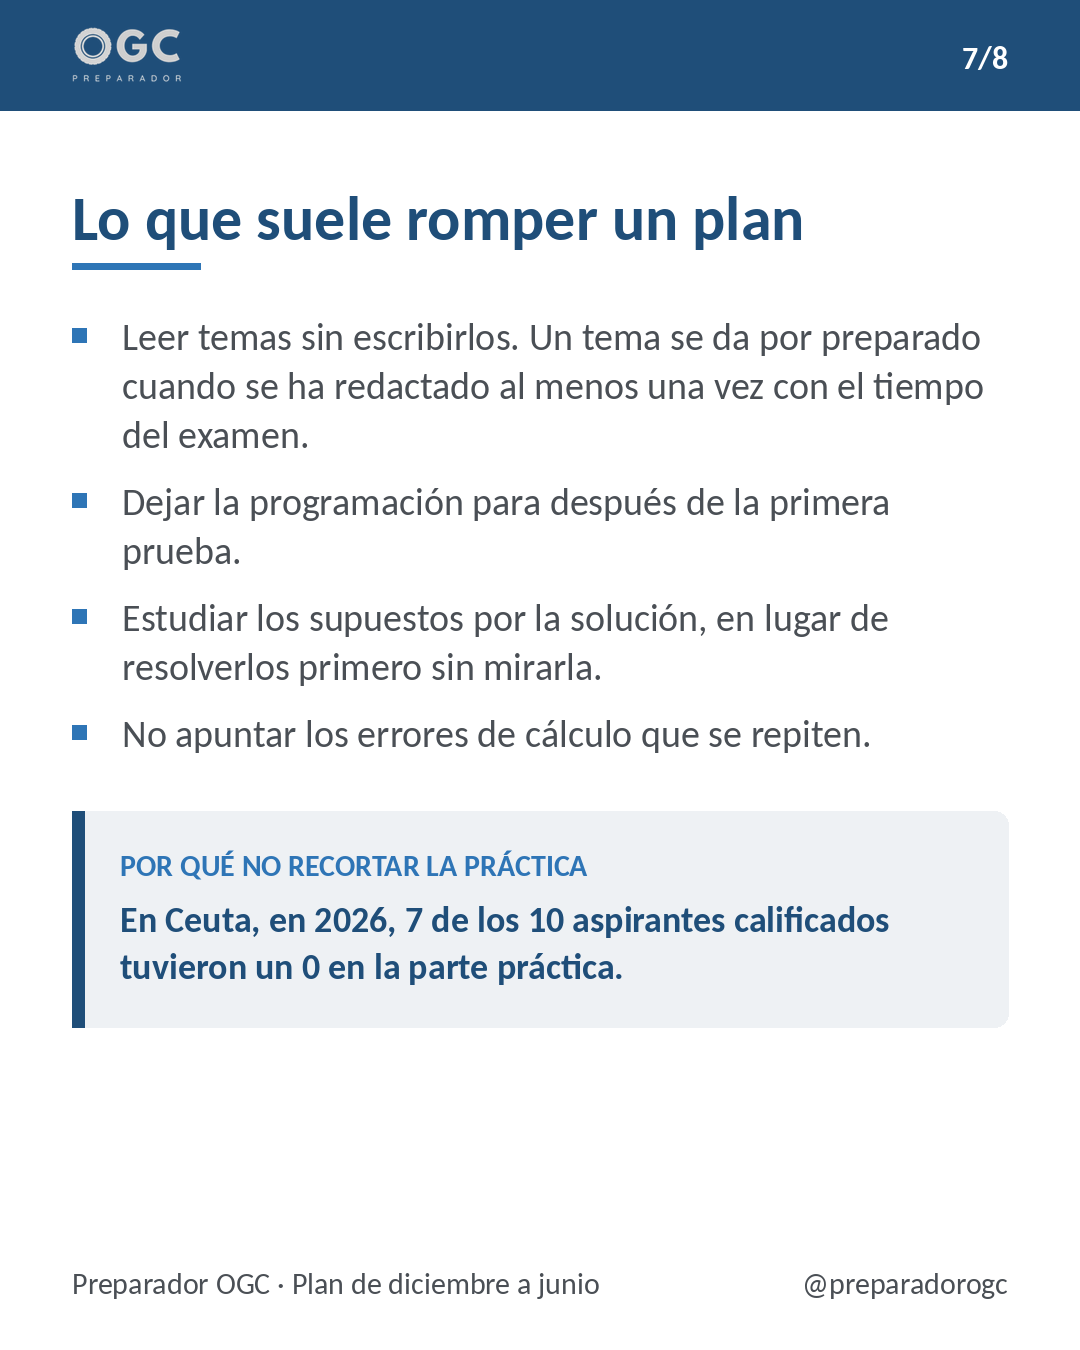 OGC
PREPARADOR
7/8
Lo que suele romper un plan
Leer temas sin escribirlos. Un tema se da por preparado
cuando se ha redactado al menos una vez con el tiempo
del examen.
Dejar la programación para después de la primera
prueba.
Estudiar los supuestos por la solución, en lugar de
resolverlos primero sin mirarla.
No apuntar los errores de cálculo que se repiten.
POR QUÉ NO RECORTAR LA PRÁCTICA
En Ceuta, en 2026, 7 de los 10 aspirantes calificados
tuvieron un 0 en la parte práctica.
Preparador OGC · Plan de diciembre a junio
@preparadorogc